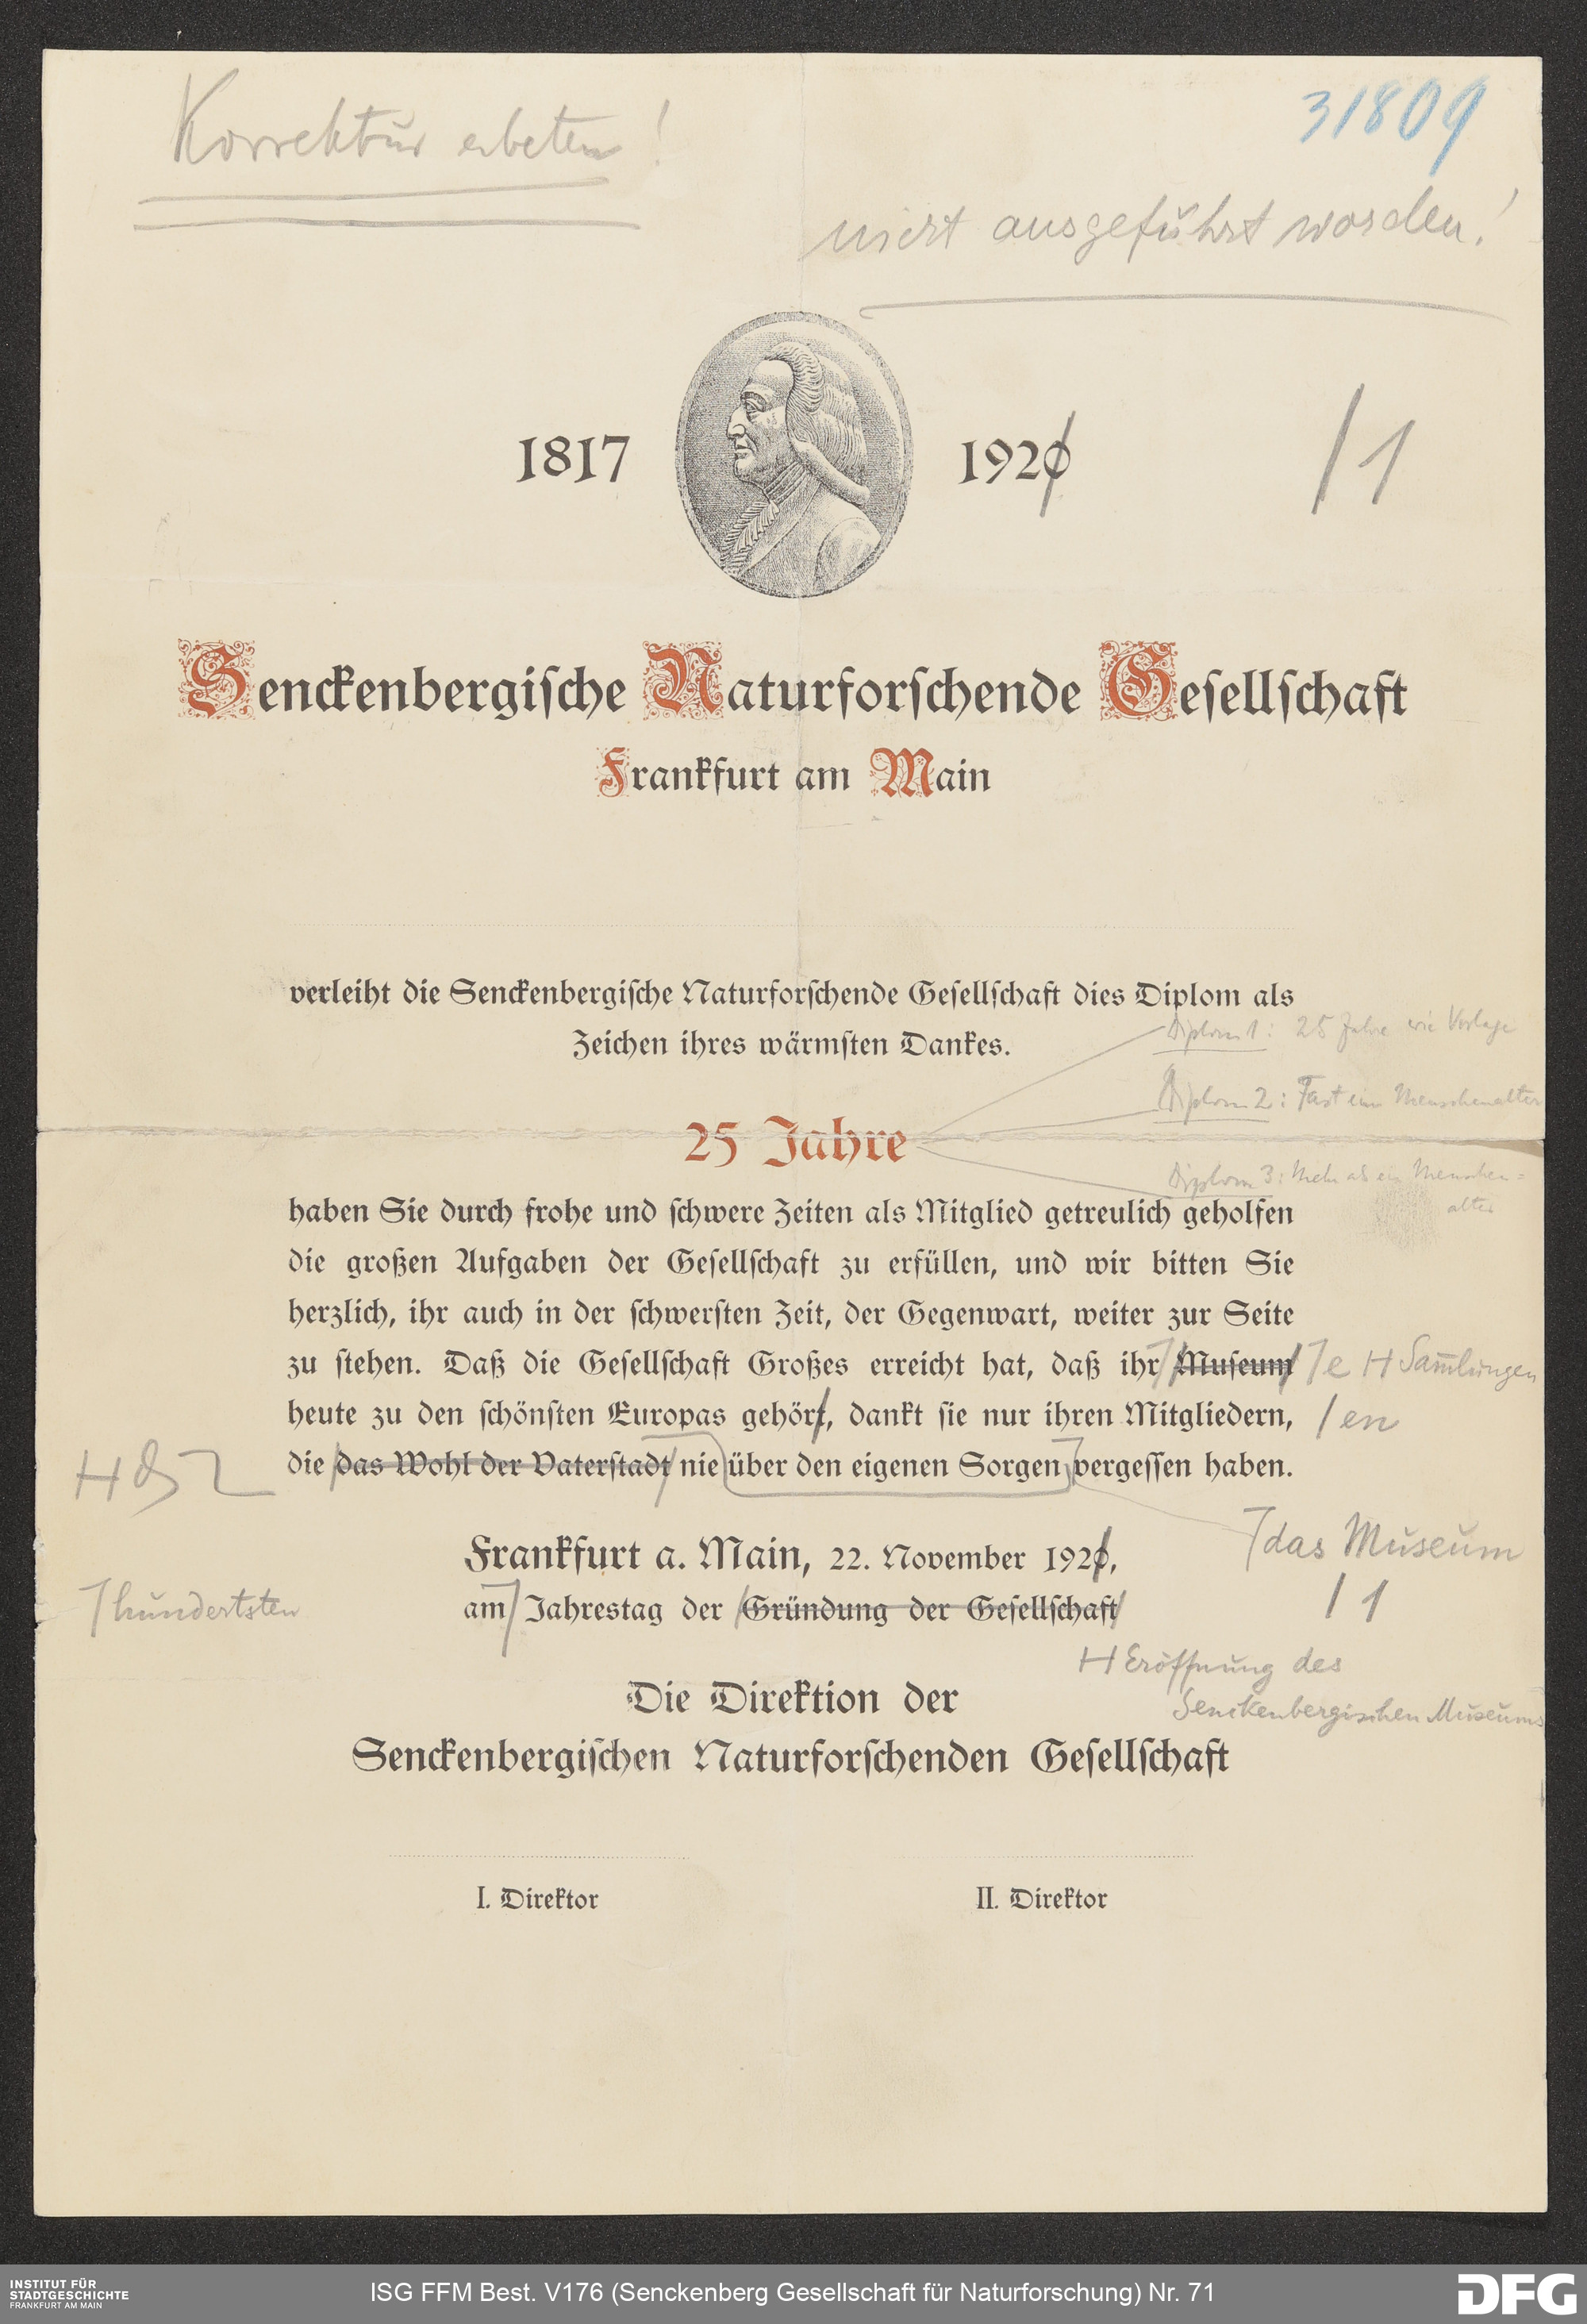 Korrektur erbeten!
31809
nicht ausgeführt worden!
1817 1920
/ 1
Senckenbergiſche Naturforſchende Geſellſchaft
Frankfurt am Main
verleiht die Senckenbergiſche Naturforſchende Geſellſchaft dies Diplom als
Zeichen ihres wärmſten Dankes.
Diplom 1: 25 Jahre wie Vorlage
Diplom 2: Fast ein Menschenalter
25 Jahre
Diplom 3: Mehr als ein Menschen=
alter
haben Sie durch frohe und ſchwere Zeiten als Mitglied getreulich geholfen
die großen Aufgaben der Geſellſchaft zu erfüllen, und wir bitten Sie
herzlich, ihr auch in der ſchwerſten Zeit, der Gegenwart, weiter zur Seite
zu ſtehen. Daß die Geſellſchaft Großes erreicht hat, daß ihr Muſeum e Sam̅lungen
heute zu den ſchönſten Europas gehört, dankt ſie nur ihren Mitgliedern, / en
die das Wohl der Vaterſtadt nie über den eigenen Sorgen vergeſſen haben.
das Museum
Frankfurt a. Main, 22. November 1920,
/ 1
hundertsten
am Jahrestag der Gründung der Geſellſchaft
Eröffnung des
Senckenbergischen Museums
Die Direktion der
Senckenbergiſchen Naturforſchenden Geſellſchaft
I. Direktor II. Direktor
INSTITUT FÜR
STADTGESCHICHTE
FRANKFURT AM MAIN
ISG FFM Best. V176 (Senckenberg Gesellschaft für Naturforschung) Nr. 71
DFG